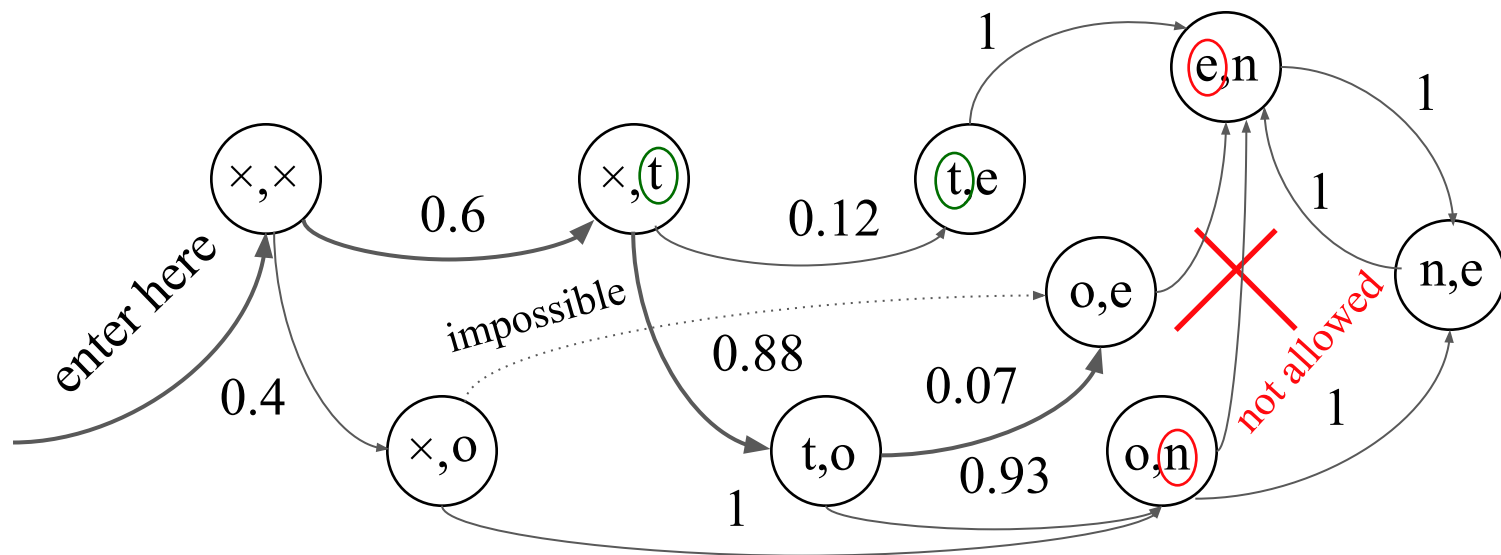 1
e,n
1
×,×
0.6
×,t
0.12
t,e
1
enter here
0.4
impossible
0.88
o,e
n,e
not allowed
0.07
1
×,o
t,o
0.93
o,n
1